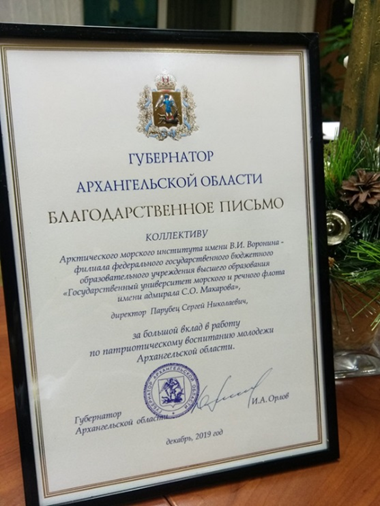 ГУБЕРНАТОР
АРХАНГЕЛЬСКОЙ ОБЛАСТИ
БЛАГОДАРСТВЕННОЕ ПИСЬМО
КОЛЛЕКТИВУ
Арктического морского института имени В.И. Воронина -
филиала федерального государственного бюджетного
образовательного учреждения высшего образования
«Государственный университет морского и речного флота
имени адмирала С.О. Макарова»,
директор Парубец Сергей Николаевич,
за большой вклад в работу
по патриотическому воспитанию молодежи
Архангельской области.
Губернатор
Архангельской области
И.А. Орлов
декабрь, 2019 год